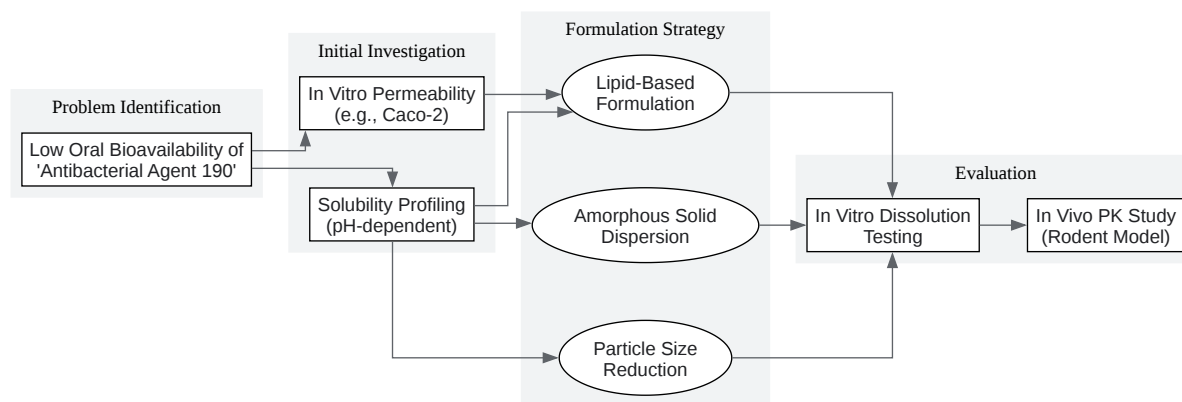 Problem Identification
Low Oral Bioavailability of
'Antibacterial Agent 190'
Initial Investigation
In Vitro Permeability
(e.g., Caco-2)
Solubility Profiling
(pH-dependent)
Formulation Strategy
Lipid-Based
Formulation
Amorphous Solid
Dispersion
Particle Size
Reduction
Evaluation
In Vitro Dissolution
Testing
In Vivo PK Study
(Rodent Model)